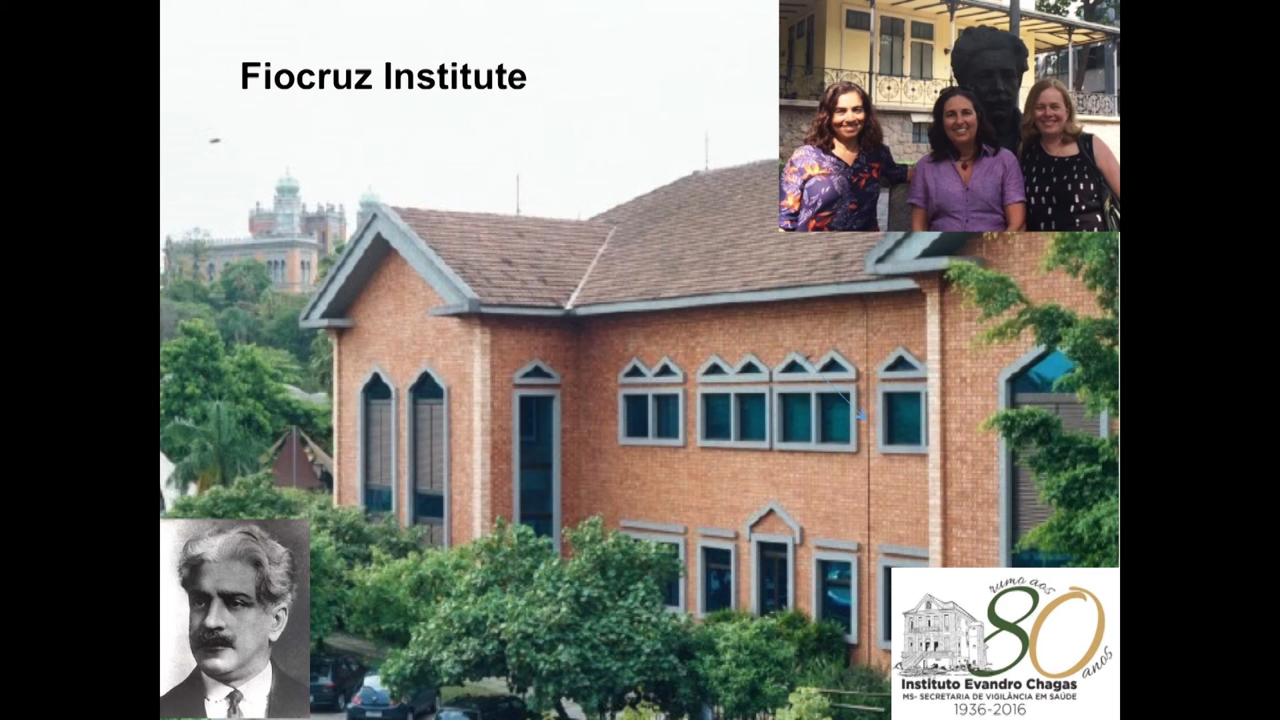 Fiocruz Institute
rumo aos
80
anos
Instituto Evandro Chagas
MS- SECRETARIA DE VIGILÂNCIA EM SAÚDE
1936-2016